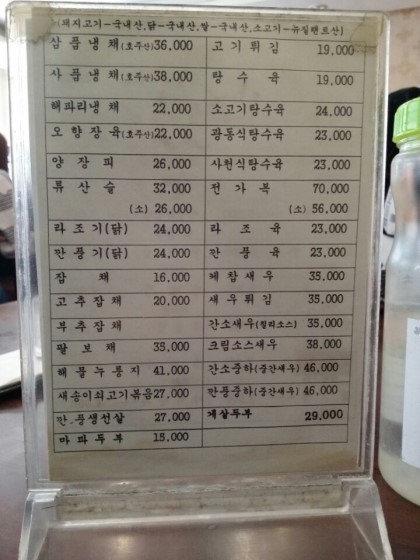 (돼지고기-국내산,닭-국내산,쌀-국내산,소고기-뉴질랜드산)
삼품냉채(호주산)36,000 고기튀김 19,000
사품냉채(호주산)38,000 탕수육 19,000
해파리냉채 22,000 소고기탕수육 24,000
오향장육(호주산)22,000 광동식탕수육 23,000
양장피 26,000 사천식탕수육 23,000
류산슬 32,000 전가복 70,000
(소) 26,000 (소) 56,000
라조기(닭) 24,000 라조육 23,000
깐풍기(닭) 24,000 깐풍육 23,000
잡채 16,000 케찹새우 35,000
고추잡채 20,000 새우튀김 35,000
부추잡채 간소새우(칠리소스) 35,000
팔보채 35,000 크림소스새우 38,000
해물누룽지 41,000 간소중하(중간새우) 46,000
새송이쇠고기볶음27,000 깐풍중하(중간새우) 46,000
깐풍생선살 27,000 게살두부 29,000
마파두부 15,000